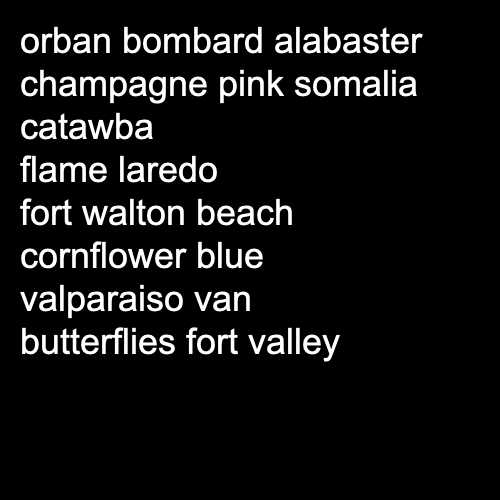 orban bombard alabaster
champagne pink somalia
catawba
flame laredo
fort walton beach
cornflower blue
valparaiso van
butterflies fort valley